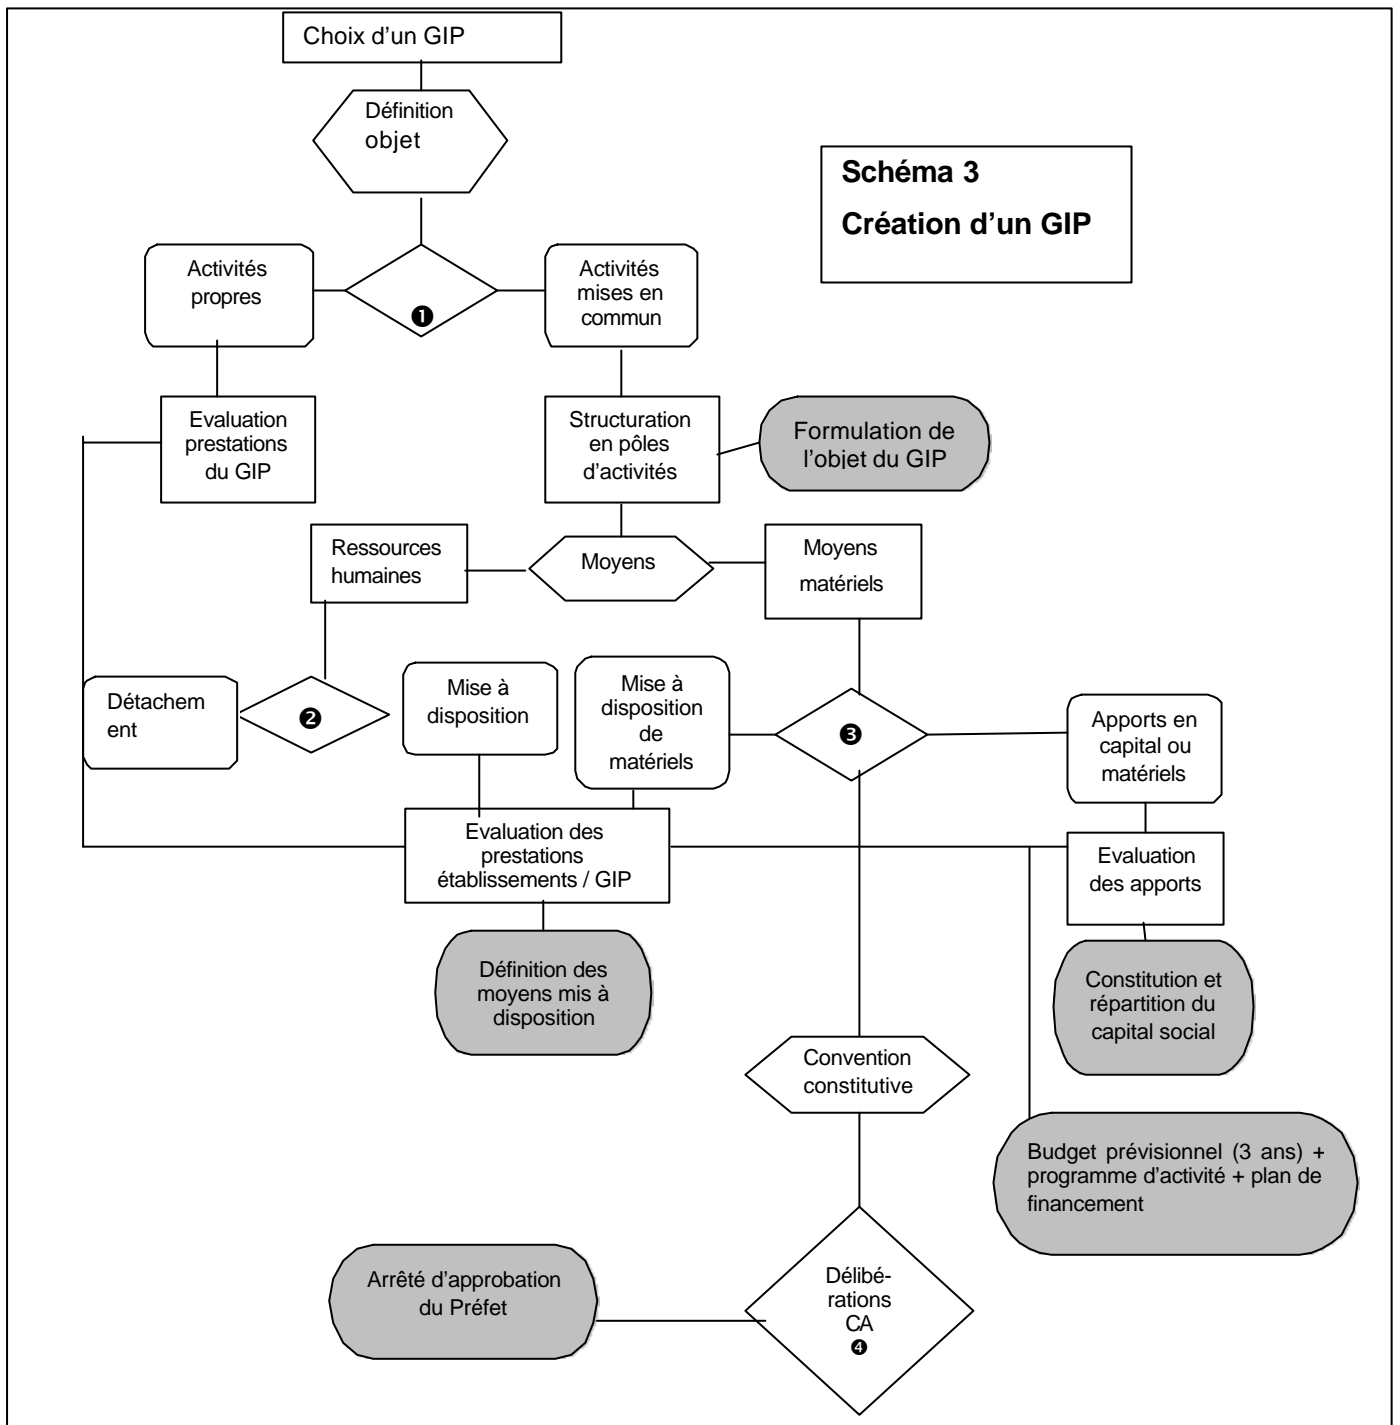 Choix d’un GIP
Définition
objet
Schéma 3
Création d’un GIP
Activités
propres
❶
Activités
mises en
commun
Evaluation
prestations
du GIP
Structuration
en pôles
d’activités
Formulation de
l’objet du GIP
Ressources
humaines
Moyens
Moyens
matériels
Détachem
ent
❷
Mise à
disposition
Mise à
disposition
de
matériels
❸
Apports en
capital ou
matériels
Evaluation des
prestations
établissements / GIP
Evaluation
des apports
Définition des
moyens mis à
disposition
Constitution et
répartition du
capital social
Convention
constitutive
Budget prévisionnel (3 ans) +
programme d’activité + plan de
financement
Arrêté d’approbation
du Préfet
Délibé-
rations
CA
❹